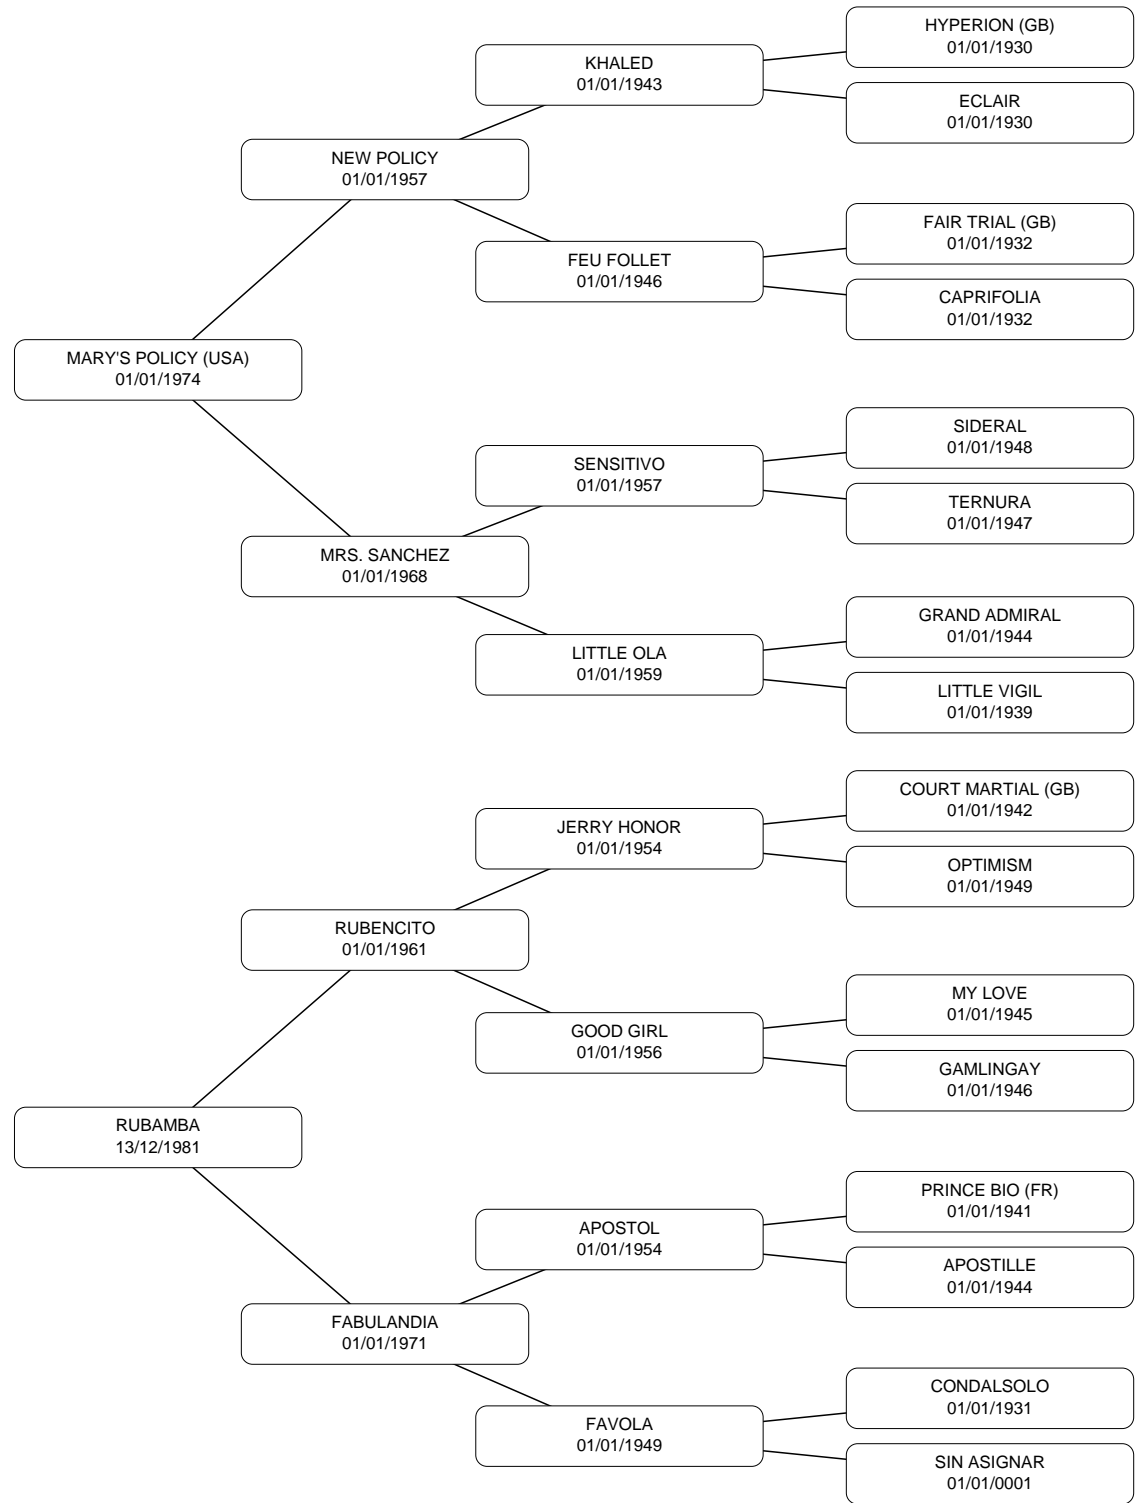 HYPERION (GB)
01/01/1930
KHALED
01/01/1943
ECLAIR
01/01/1930
NEW POLICY
01/01/1957
FAIR TRIAL (GB)
01/01/1932
FEU FOLLET
01/01/1946
CAPRIFOLIA
01/01/1932
MARY'S POLICY (USA)
01/01/1974
SIDERAL
01/01/1948
SENSITIVO
01/01/1957
TERNURA
01/01/1947
MRS. SANCHEZ
01/01/1968
GRAND ADMIRAL
01/01/1944
LITTLE OLA
01/01/1959
LITTLE VIGIL
01/01/1939
COURT MARTIAL (GB)
01/01/1942
JERRY HONOR
01/01/1954
OPTIMISM
01/01/1949
RUBENCITO
01/01/1961
MY LOVE
01/01/1945
GOOD GIRL
01/01/1956
GAMLINGAY
01/01/1946
RUBAMBA
13/12/1981
PRINCE BIO (FR)
01/01/1941
APOSTOL
01/01/1954
APOSTILLE
01/01/1944
FABULANDIA
01/01/1971
CONDALSOLO
01/01/1931
FAVOLA
01/01/1949
SIN ASIGNAR
01/01/0001